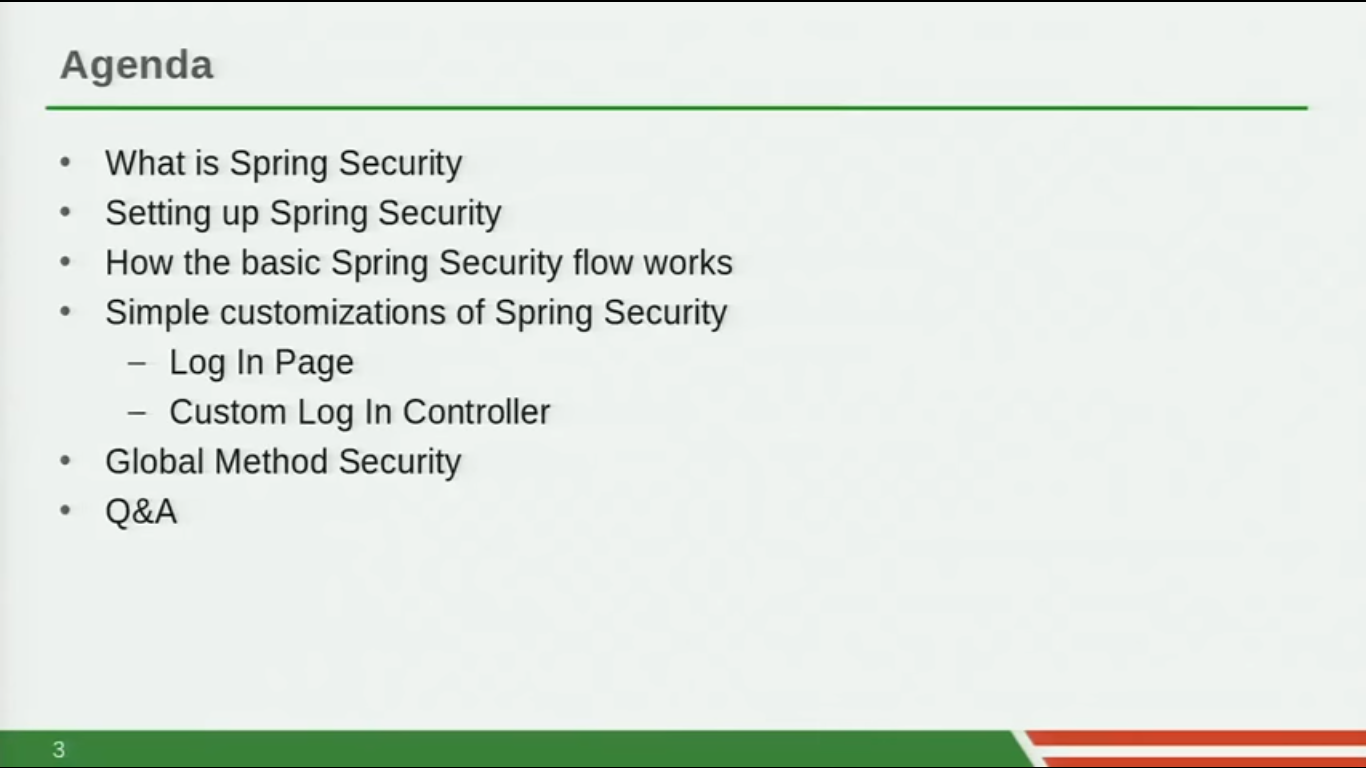 Agenda
• What is Spring Security
• Setting up Spring Security
• How the basic Spring Security flow works
• Simple customizations of Spring Security
– Log In Page
– Custom Log In Controller
• Global Method Security
• Q&A
3